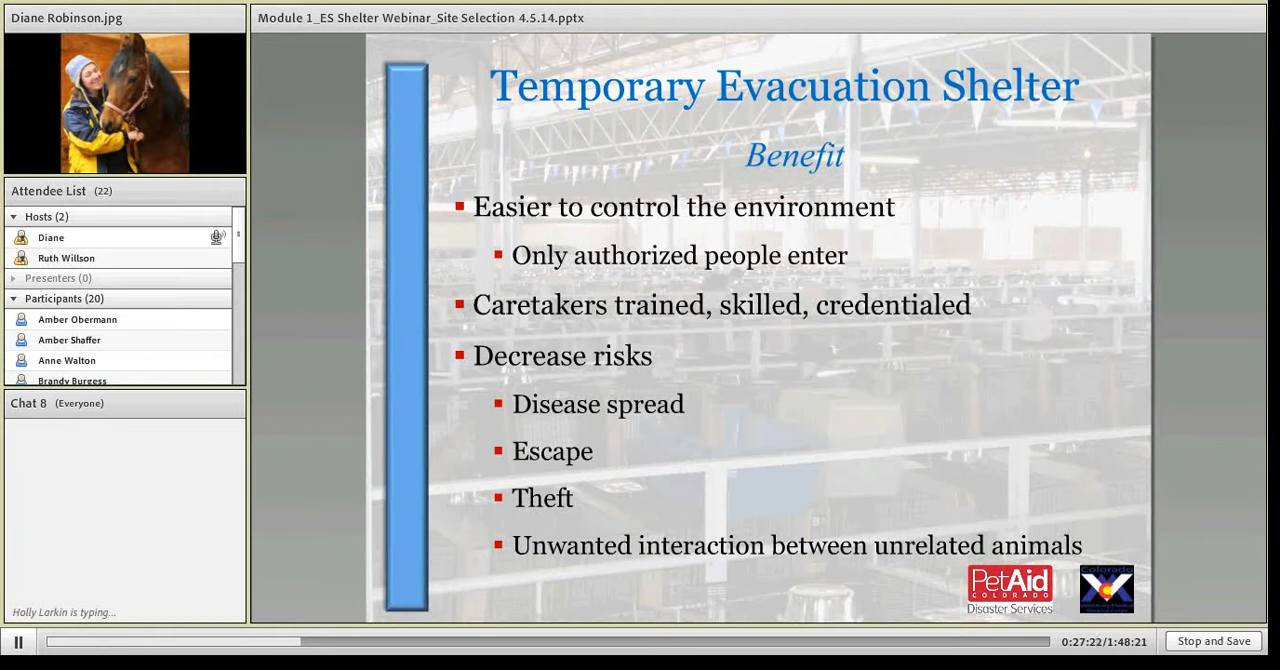 Diane Robinson.jpg
Module 1_ES Shelter Webinar_Site Selection 4.5.14.pptx
Attendee List (22)
Hosts (2)
Diane
Ruth Willson
Presenters (0)
Participants (20)
Amber Obermann
Amber Shaffer
Anne Walton
Brandy Burgess
Chat 8 (Everyone)
Holly Larkin is typing...
Temporary Evacuation Shelter
Benefit
Easier to control the environment
Only authorized people enter
Caretakers trained, skilled, credentialed
Decrease risks
Disease spread
Escape
Theft
Unwanted interaction between unrelated animals
PetAid
COLORADO
Disaster Services
Colorado
0:27:22/1:48:21
Stop and Save